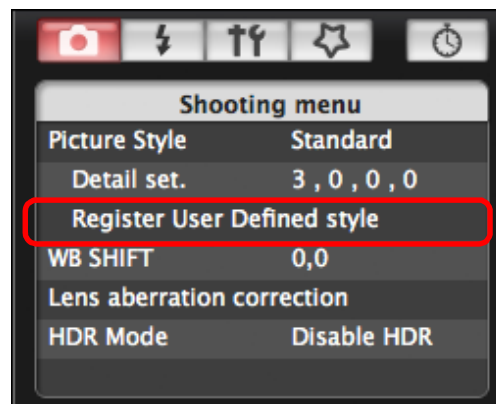 Shooting menu
Picture Style Standard
Detail set. 3 , 0 , 0 , 0
Register User Defined style
WB SHIFT 0,0
Lens aberration correction
HDR Mode Disable HDR